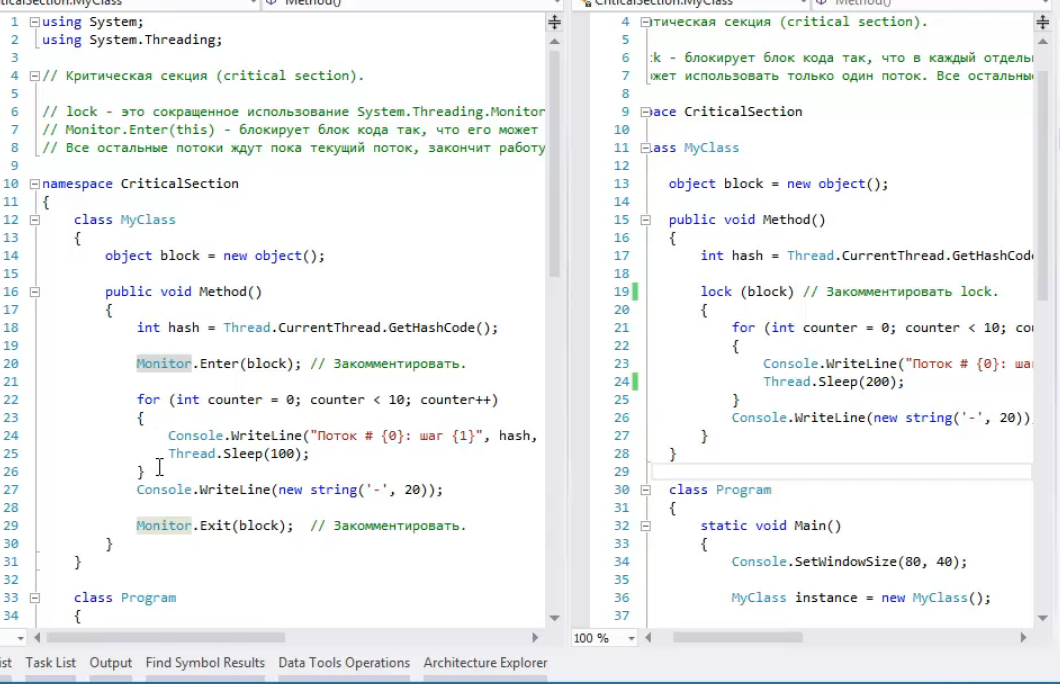 CriticalSection.MyClass Method()
1 using System;
2 using System.Threading;
3
4 // Критическая секция (critical section).
5
6 // lock - это сокращенное использование System.Threading.Monitor
7 // Monitor.Enter(this) - блокирует блок кода так, что его может
8 // Все остальные потоки ждут пока текущий поток, закончит работу
9
10 namespace CriticalSection
11 {
12 class MyClass
13 {
14 object block = new object();
15
16 public void Method()
17 {
18 int hash = Thread.CurrentThread.GetHashCode();
19
20 Monitor.Enter(block); // Закомментировать.
21
22 for (int counter = 0; counter < 10; counter++)
23 {
24 Console.WriteLine("Поток # {0}: шаг {1}", hash,
25 Thread.Sleep(100);
26 }
27 Console.WriteLine(new string('-', 20));
28
29 Monitor.Exit(block); // Закомментировать.
30 }
31 }
32
33 class Program
34 {
CriticalSection.MyClass Method()
4 тическая секция (critical section).
5
6 k - блокирует блок кода так, что в каждый отдель
7 жет использовать только один поток. Все остальны
8
9 ace CriticalSection
10
11 ass MyClass
12
13 object block = new object();
14
15 public void Method()
16 {
17 int hash = Thread.CurrentThread.GetHashCod
18
19 lock (block) // Закомментировать lock.
20 {
21 for (int counter = 0; counter < 10; co
22 {
23 Console.WriteLine("Поток # {0}: ша
24 Thread.Sleep(200);
25 }
26 Console.WriteLine(new string('-', 20))
27 }
28 }
29
30 class Program
31 {
32 static void Main()
33 {
34 Console.SetWindowSize(80, 40);
35
36 MyClass instance = new MyClass();
37
100 %
ist Task List Output Find Symbol Results Data Tools Operations Architecture Explorer